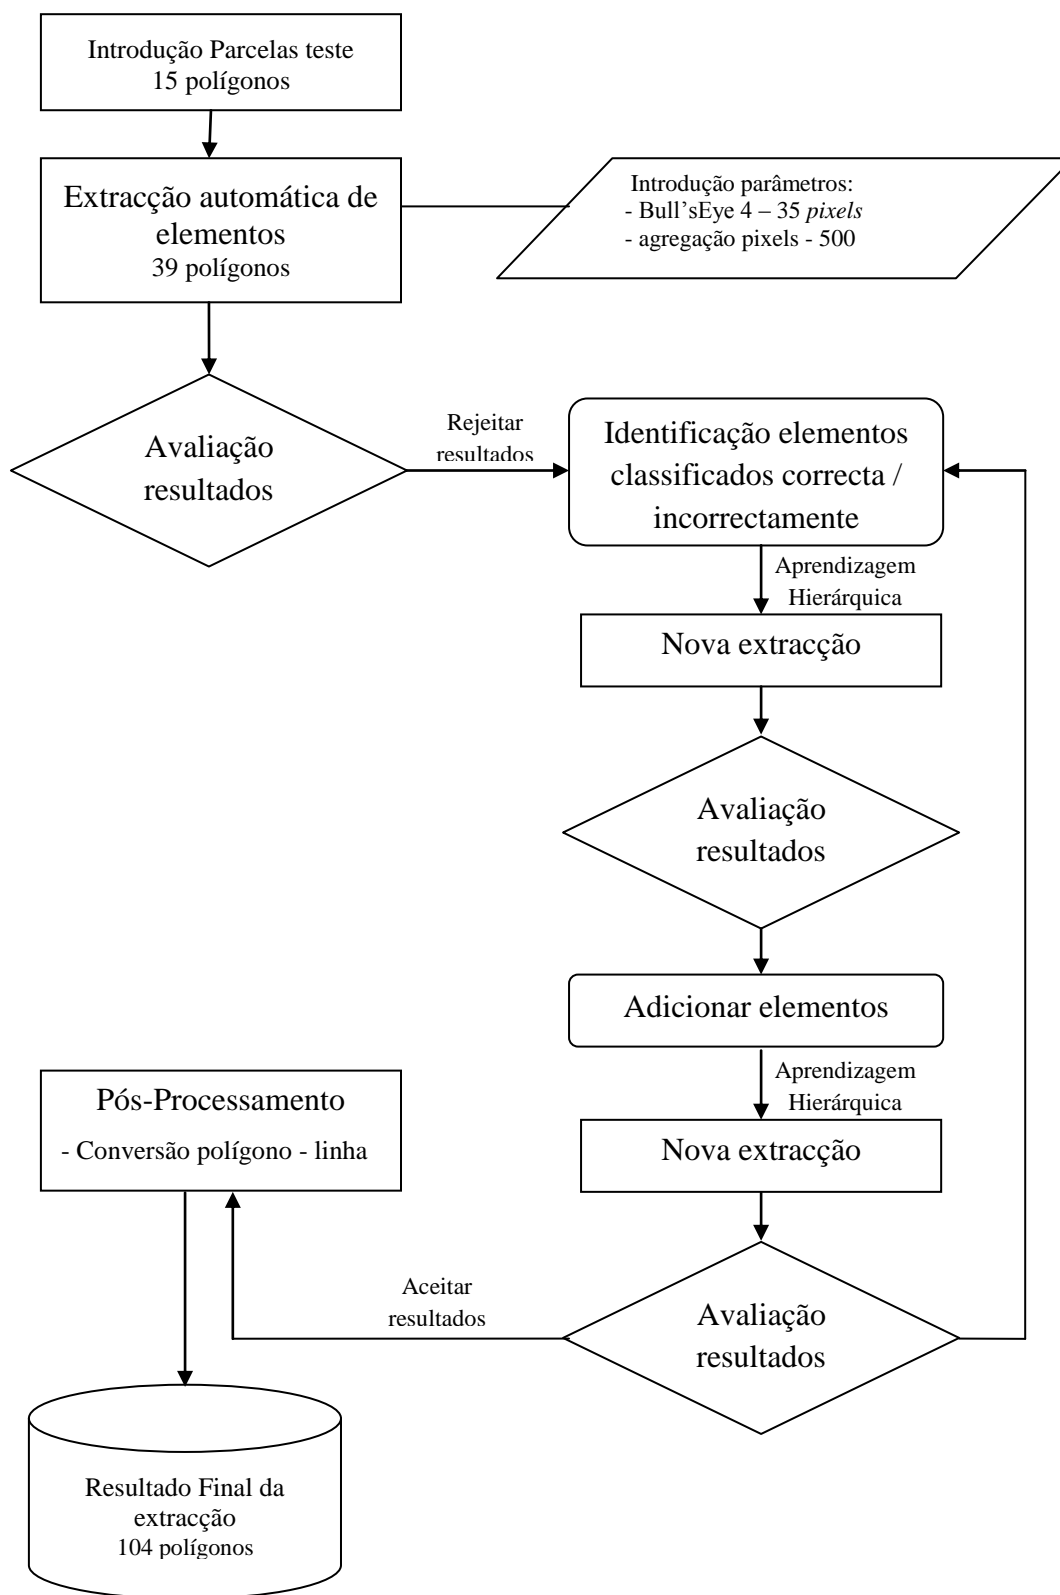 Introdução Parcelas teste
15 polígonos
Extracção automática de
elementos
39 polígonos
Introdução parâmetros:
- Bull'sEye 4 – 35 pixels
- agregação pixels - 500
Avaliação
resultados
Rejeitar
resultados
Identificação elementos
classificados correcta /
incorrectamente
Aprendizagem
Hierárquica
Nova extracção
Avaliação
resultados
Adicionar elementos
Aprendizagem
Hierárquica
Nova extracção
Avaliação
resultados
Aceitar
resultados
Pós-Processamento
- Conversão polígono - linha
Resultado Final da
extracção
104 polígonos